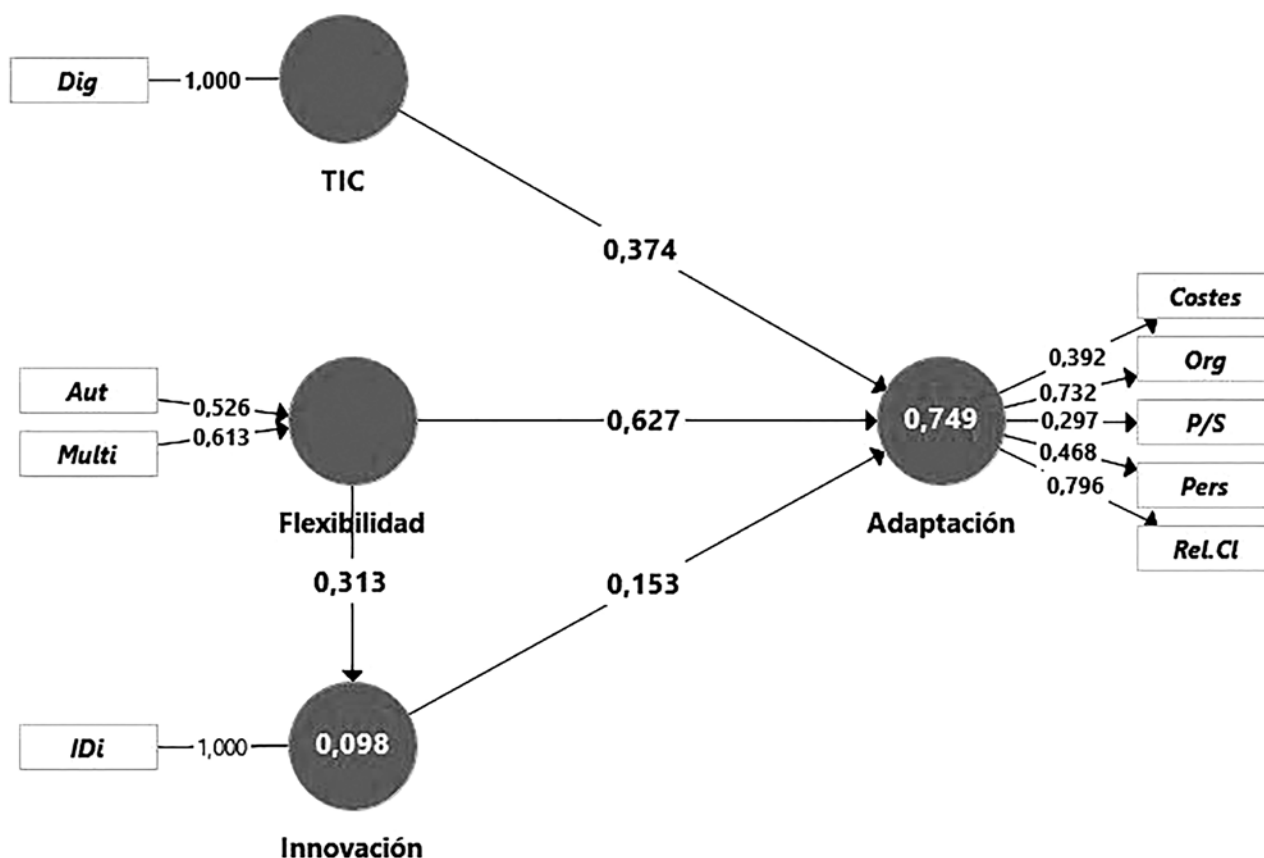 Dig
1,000
TIC
0,374
Costes
0,392
Org
0,732
Aut
0,526
0,627
0,749
0,297
P/S
Multi
0,613
0,468
Pers
0,796
Flexibilidad
Adaptación
Rel.Cl
0,313
0,153
IDi
1,000
0,098
Innovación